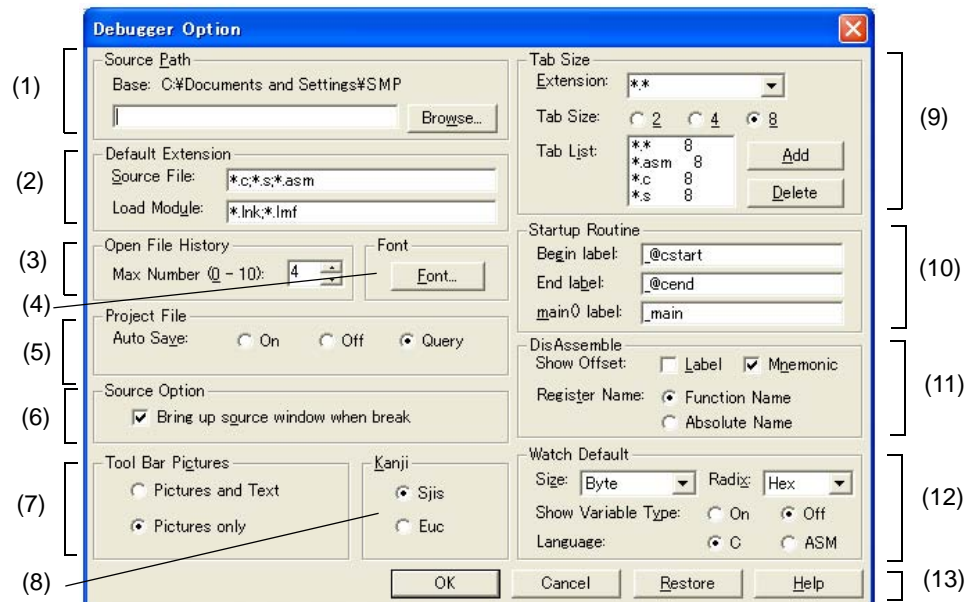 Debugger Option
(1)
Source Path
Base: C:¥Documents and Settings¥SMP
Browse...
(2)
Default Extension
Source File: *.c;*.s;*.asm
Load Module: *.lnk;*.lmf
(3)
Open File History
Max Number (0 - 10): 4
(4)
Font
Font...
(5)
Project File
Auto Save: On Off Query
(6)
Source Option
Bring up source window when break
(7)
Tool Bar Pictures
Pictures and Text
Pictures only
(8)
Kanji
Sjis
Euc
(9)
Tab Size
Extension: *.*
Tab Size: 2 4 8
Tab List:
*.* 8
*.asm 8
*.c 8
*.s 8
Add
Delete
(10)
Startup Routine
Begin label: _@cstart
End label: _@cend
main() label: _main
(11)
DisAssemble
Show Offset: Label Mnemonic
Register Name: Function Name
Absolute Name
(12)
Watch Default
Size: Byte Radix: Hex
Show Variable Type: On Off
Language: C ASM
(13)
OK Cancel Restore Help